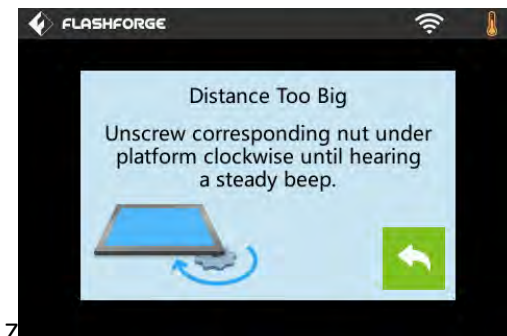 FLASHFORGE
Distance Too Big
Unscrew corresponding nut under
platform clockwise until hearing
a steady beep.
7